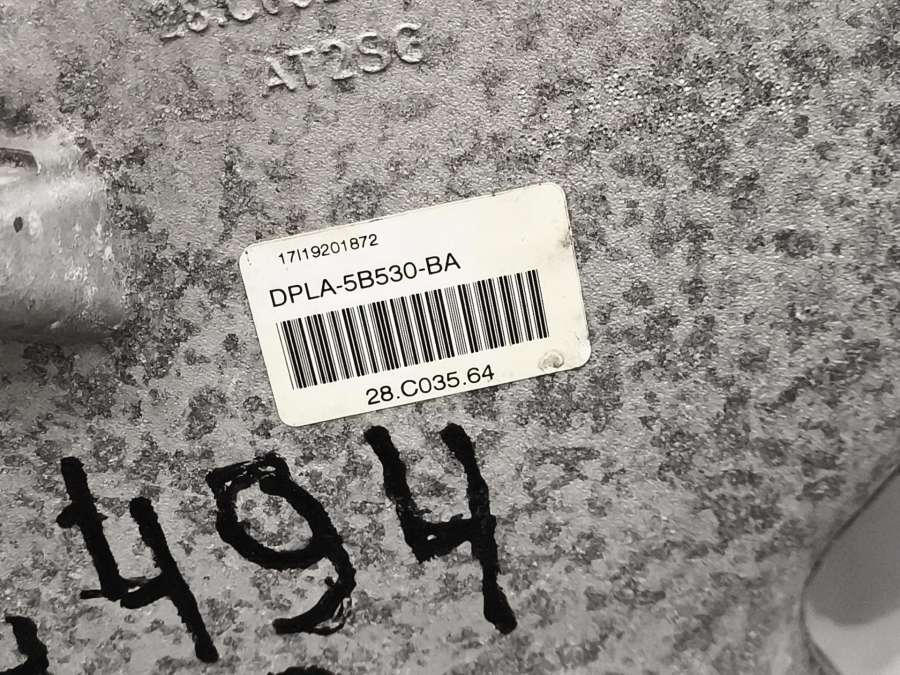 AT2SG
17I19201872
DPLA-5B530-BA
28.C035.64
494